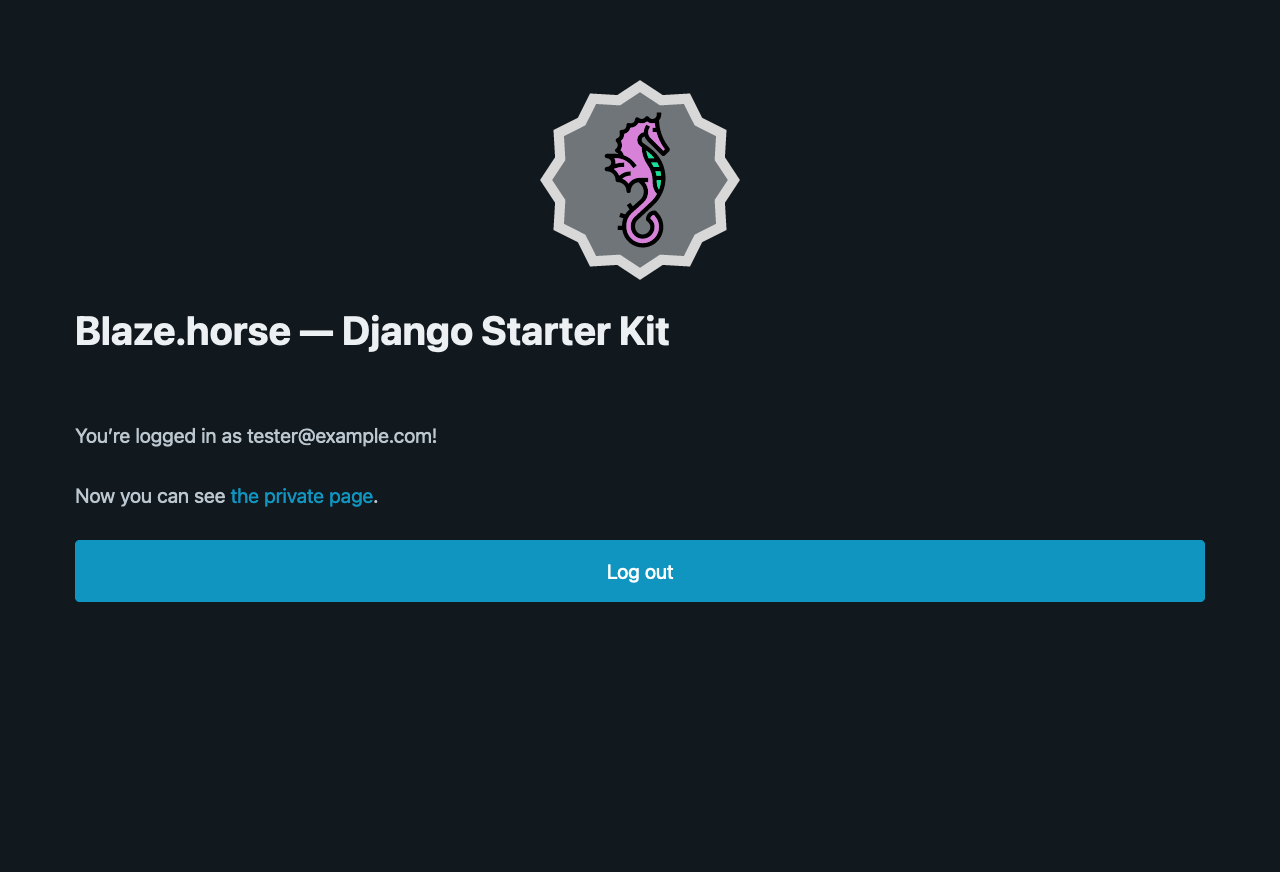 Blaze.horse — Django Starter Kit
You’re logged in as tester@example.com!
Now you can see the private page.
Log out